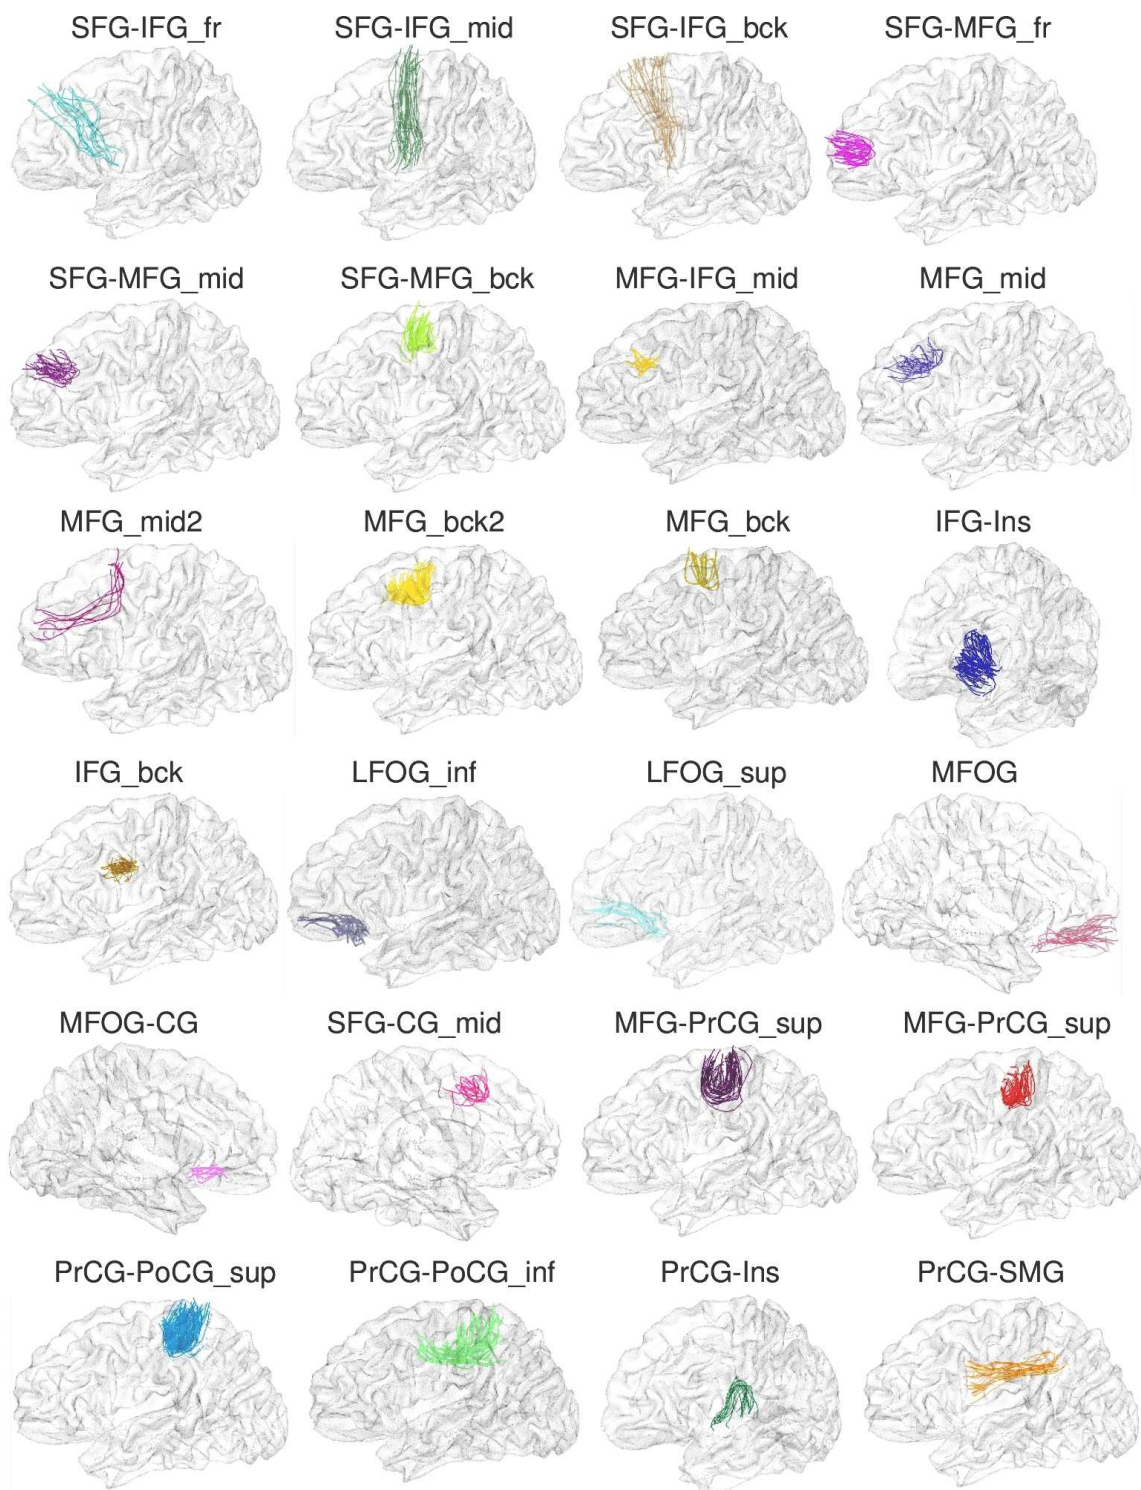 SFG-IFG_fr SFG-IFG_mid SFG-IFG_bck SFG-MFG_fr
SFG-MFG_mid SFG-MFG_bck MFG-IFG_mid MFG_mid
MFG_mid2 MFG_bck2 MFG_bck IFG-Ins
IFG_bck LFOG_inf LFOG_sup MFOG
MFOG-CG SFG-CG_mid MFG-PrCG_sup MFG-PrCG_sup
PrCG-PoCG_sup PrCG-PoCG_inf PrCG-Ins PrCG-SMG